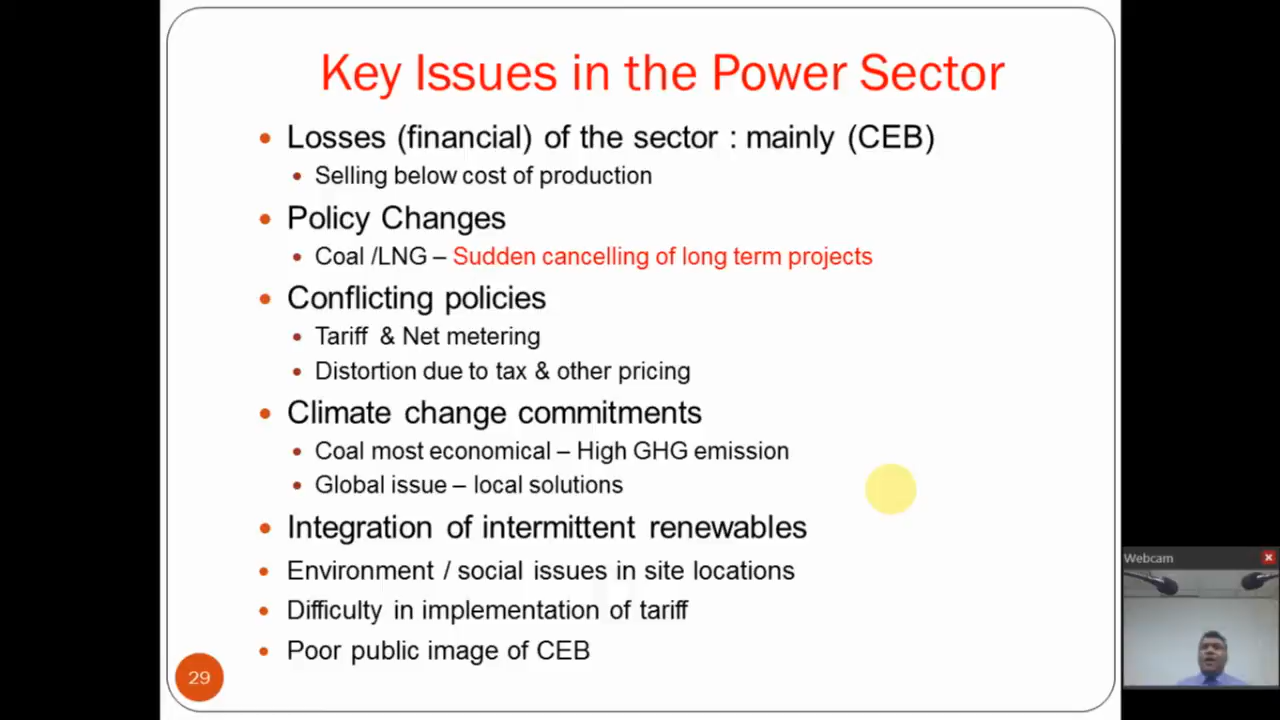 Key Issues in the Power Sector
• Losses (financial) of the sector : mainly (CEB)
• Selling below cost of production
• Policy Changes
• Coal /LNG – Sudden cancelling of long term projects
• Conflicting policies
• Tariff & Net metering
• Distortion due to tax & other pricing
• Climate change commitments
• Coal most economical – High GHG emission
• Global issue – local solutions
• Integration of intermittent renewables
• Environment / social issues in site locations
• Difficulty in implementation of tariff
• Poor public image of CEB
29
Webcam